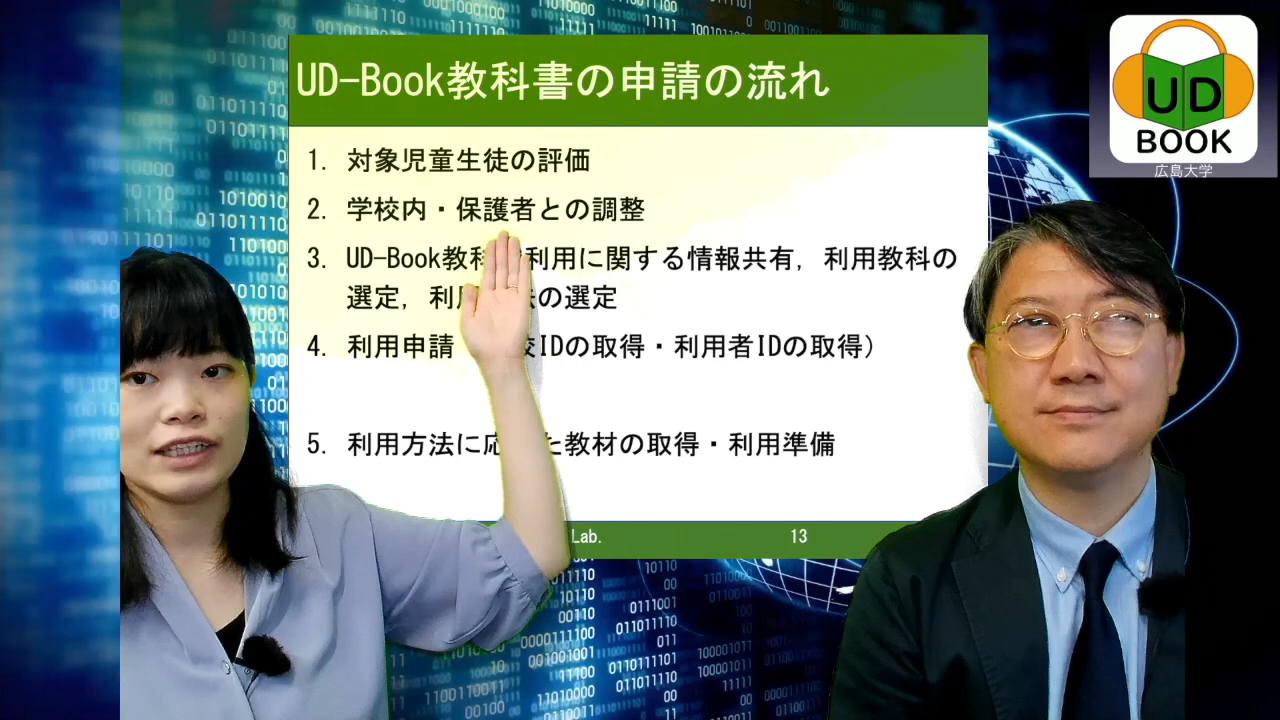 UD-Book教科書の申請の流れ
1. 対象児童生徒の評価
2. 学校内・保護者との調整
3. UD-Book教科 利用に関する情報共有, 利用教科の
選定, 利 の選定
4. 利用申請 IDの取得・利用者IDの取得)
5. 利用方法に応 た教材の取得・利用準備
Lab.
13
UD
BOOK
広島大学